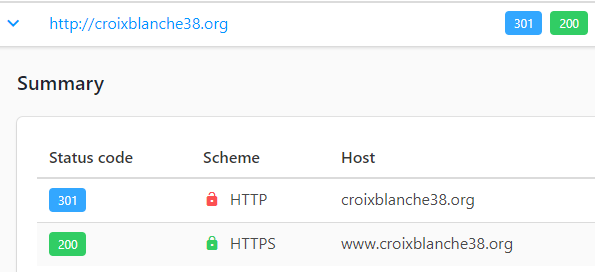 http://croixblanche38.org 301 200
Summary
Status code Scheme Host
301 HTTP croixblanche38.org
200 HTTPS www.croixblanche38.org